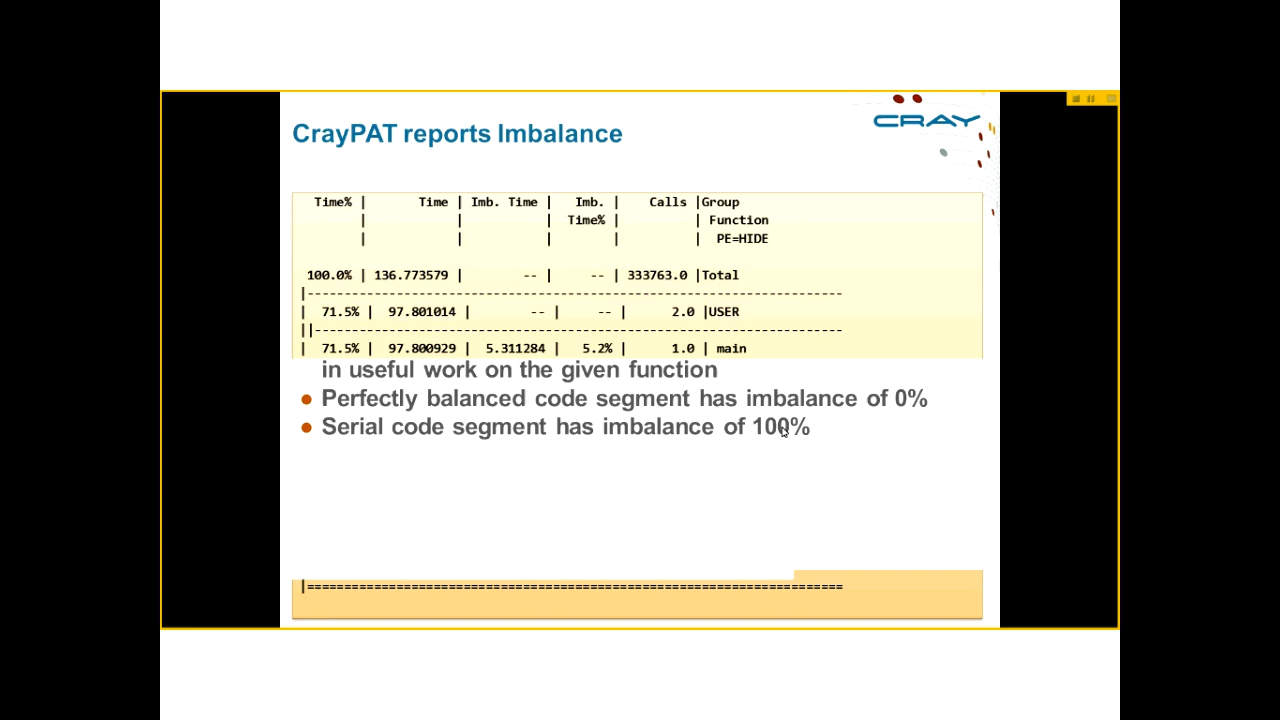 CRAY
CrayPAT reports Imbalance
Time% | Time | Imb. Time | Imb. | Calls |Group
| | | Time% | | Function
| | | | | PE=HIDE
100.0% | 136.773579 | -- | -- | 333763.0 |Total
|-----------------------------------------------------------------------
| 71.5% | 97.801014 | -- | -- | 2.0 |USER
||----------------------------------------------------------------------
| 71.5% | 97.800929 | 5.311284 | 5.2% | 1.0 | main
in useful work on the given function
● Perfectly balanced code segment has imbalance of 0%
● Serial code segment has imbalance of 100%
|=======================================================================